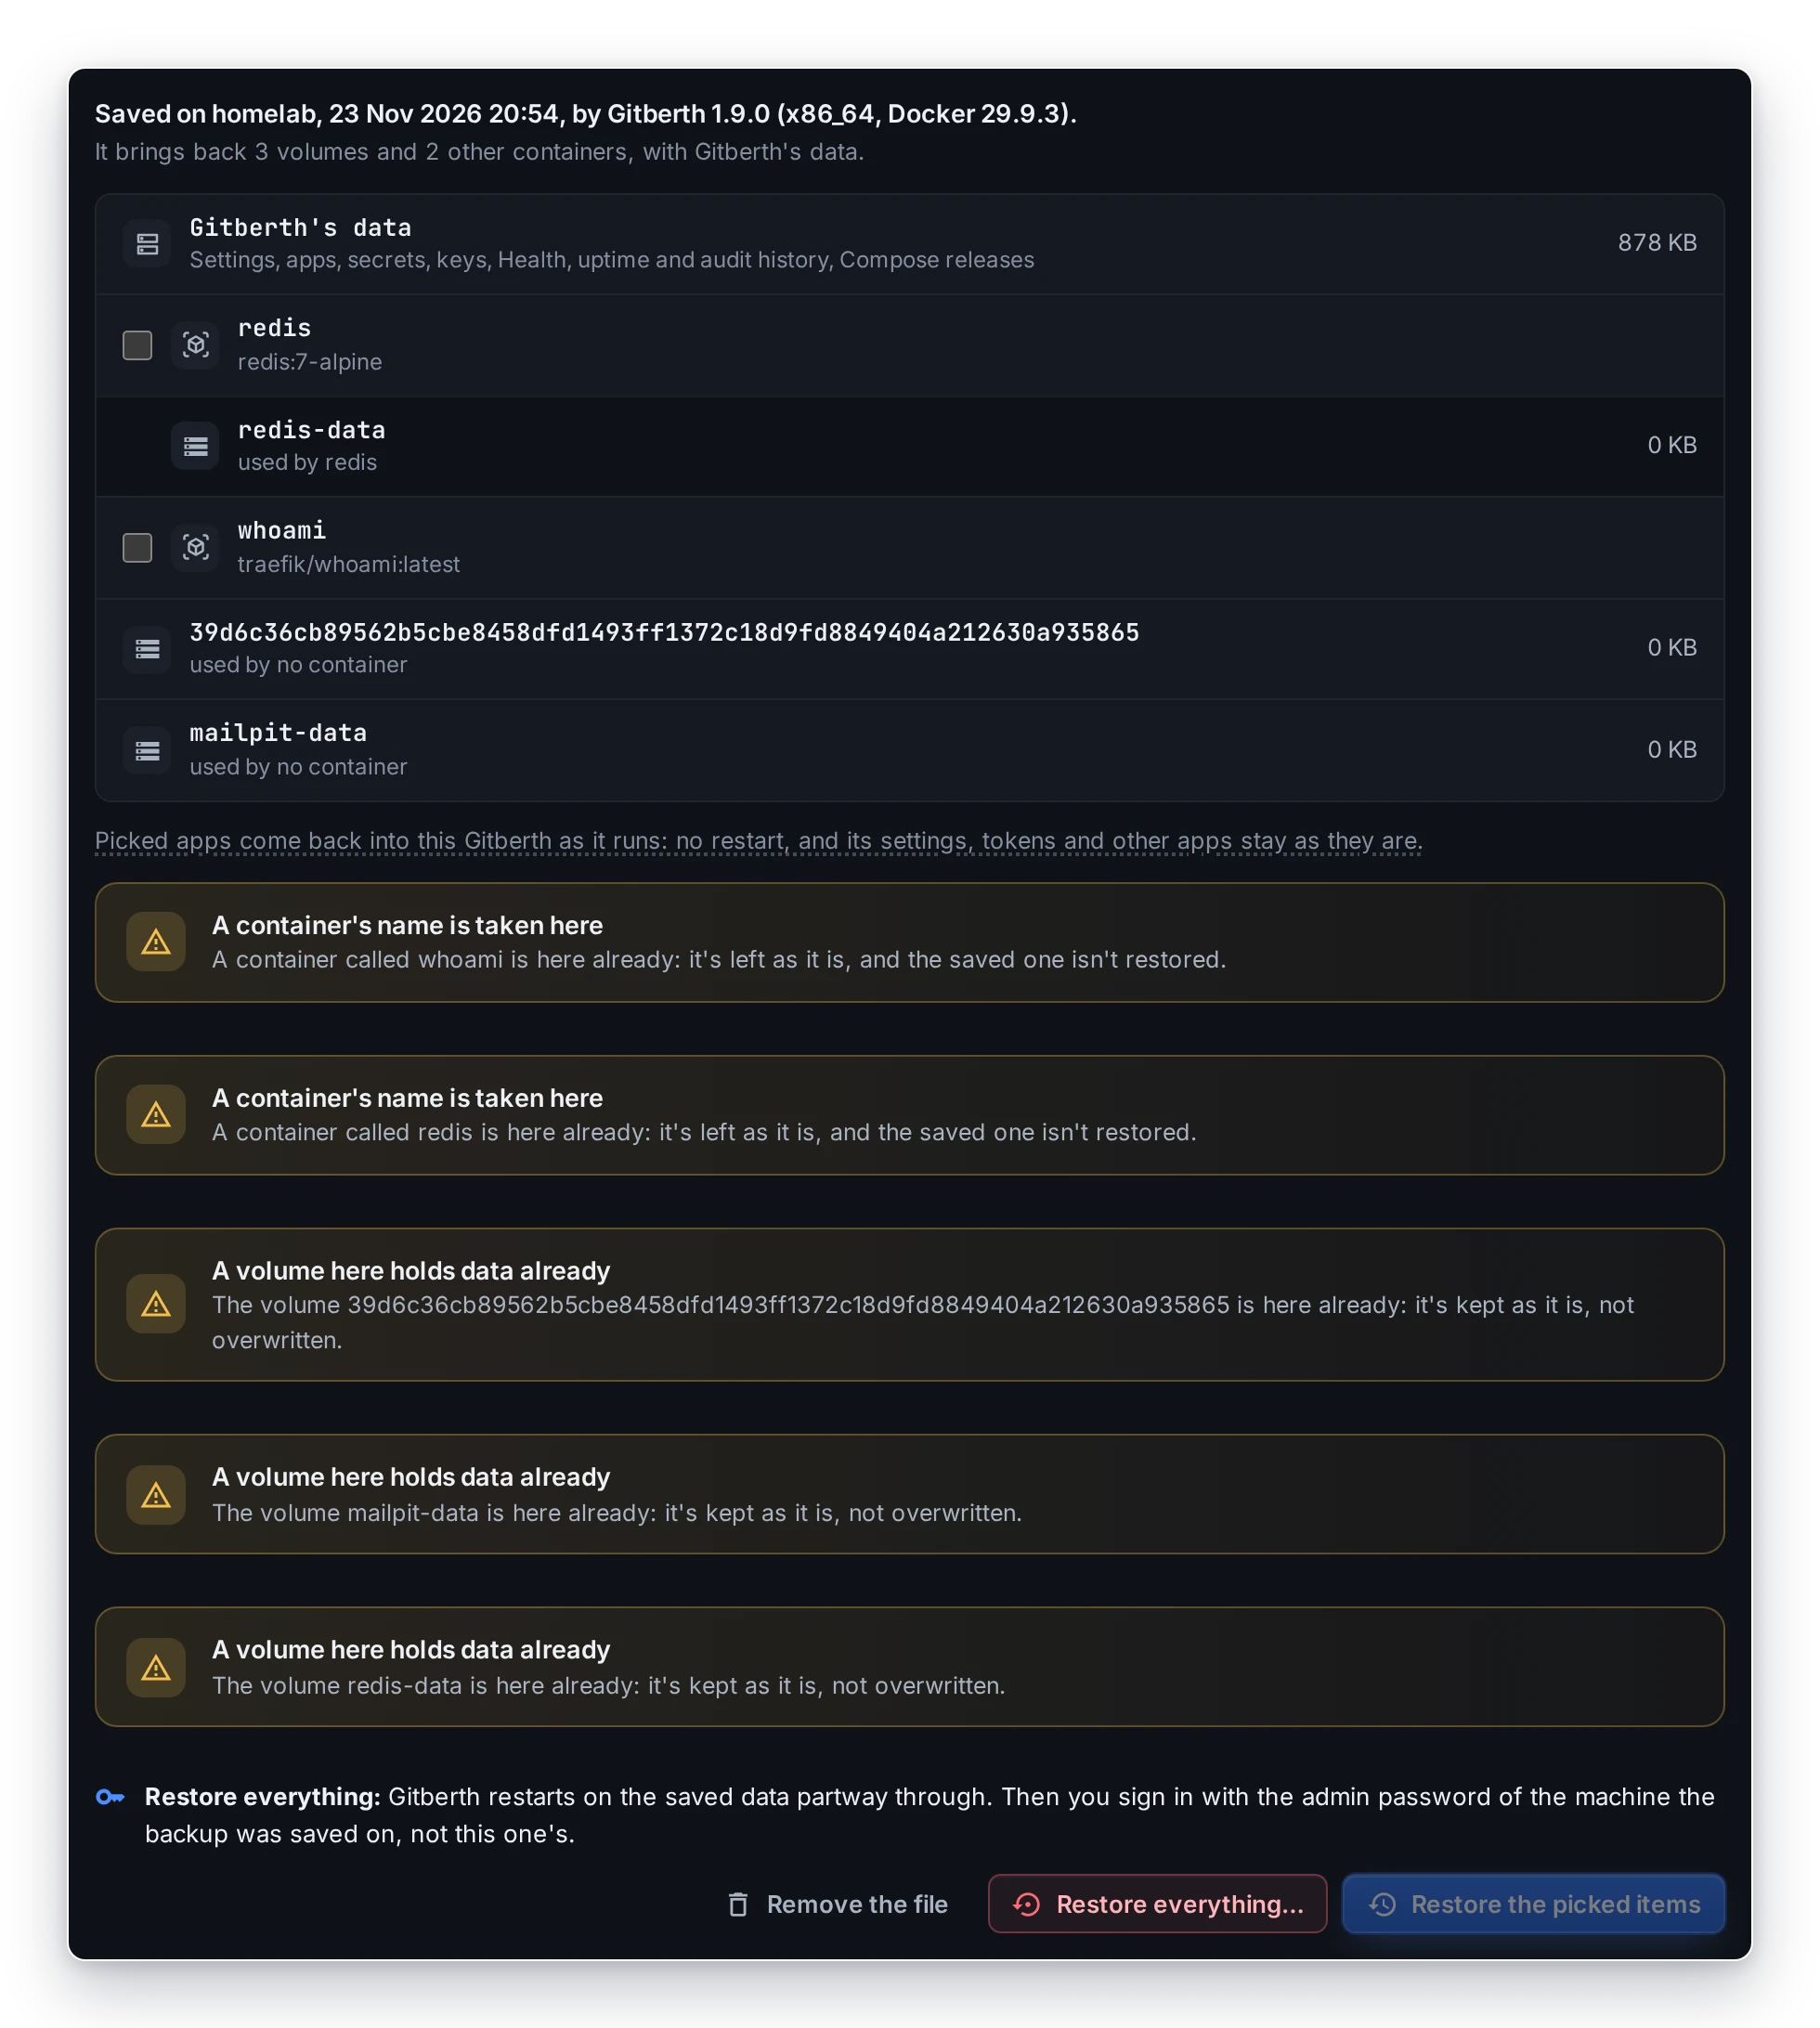 Saved on homelab, 23 Nov 2026 20:54, by Gitberth 1.9.0 (x86_64, Docker 29.9.3).
It brings back 3 volumes and 2 other containers, with Gitberth's data.
Gitberth's data
Settings, apps, secrets, keys, Health, uptime and audit history, Compose releases
878 KB
redis
redis:7-alpine
redis-data
used by redis
0 KB
whoami
traefik/whoami:latest
39d6c36cb89562b5cbe8458dfd1493ff1372c18d9fd8849404a212630a935865
used by no container
0 KB
mailpit-data
used by no container
0 KB
Picked apps come back into this Gitberth as it runs: no restart, and its settings, tokens and other apps stay as they are.
A container's name is taken here
A container called whoami is here already: it's left as it is, and the saved one isn't restored.
A container's name is taken here
A container called redis is here already: it's left as it is, and the saved one isn't restored.
A volume here holds data already
The volume 39d6c36cb89562b5cbe8458dfd1493ff1372c18d9fd8849404a212630a935865 is here already: it's kept as it is, not
overwritten.
A volume here holds data already
The volume mailpit-data is here already: it's kept as it is, not overwritten.
A volume here holds data already
The volume redis-data is here already: it's kept as it is, not overwritten.
Restore everything: Gitberth restarts on the saved data partway through. Then you sign in with the admin password of the machine the
backup was saved on, not this one's.
Remove the file
Restore everything...
Restore the picked items